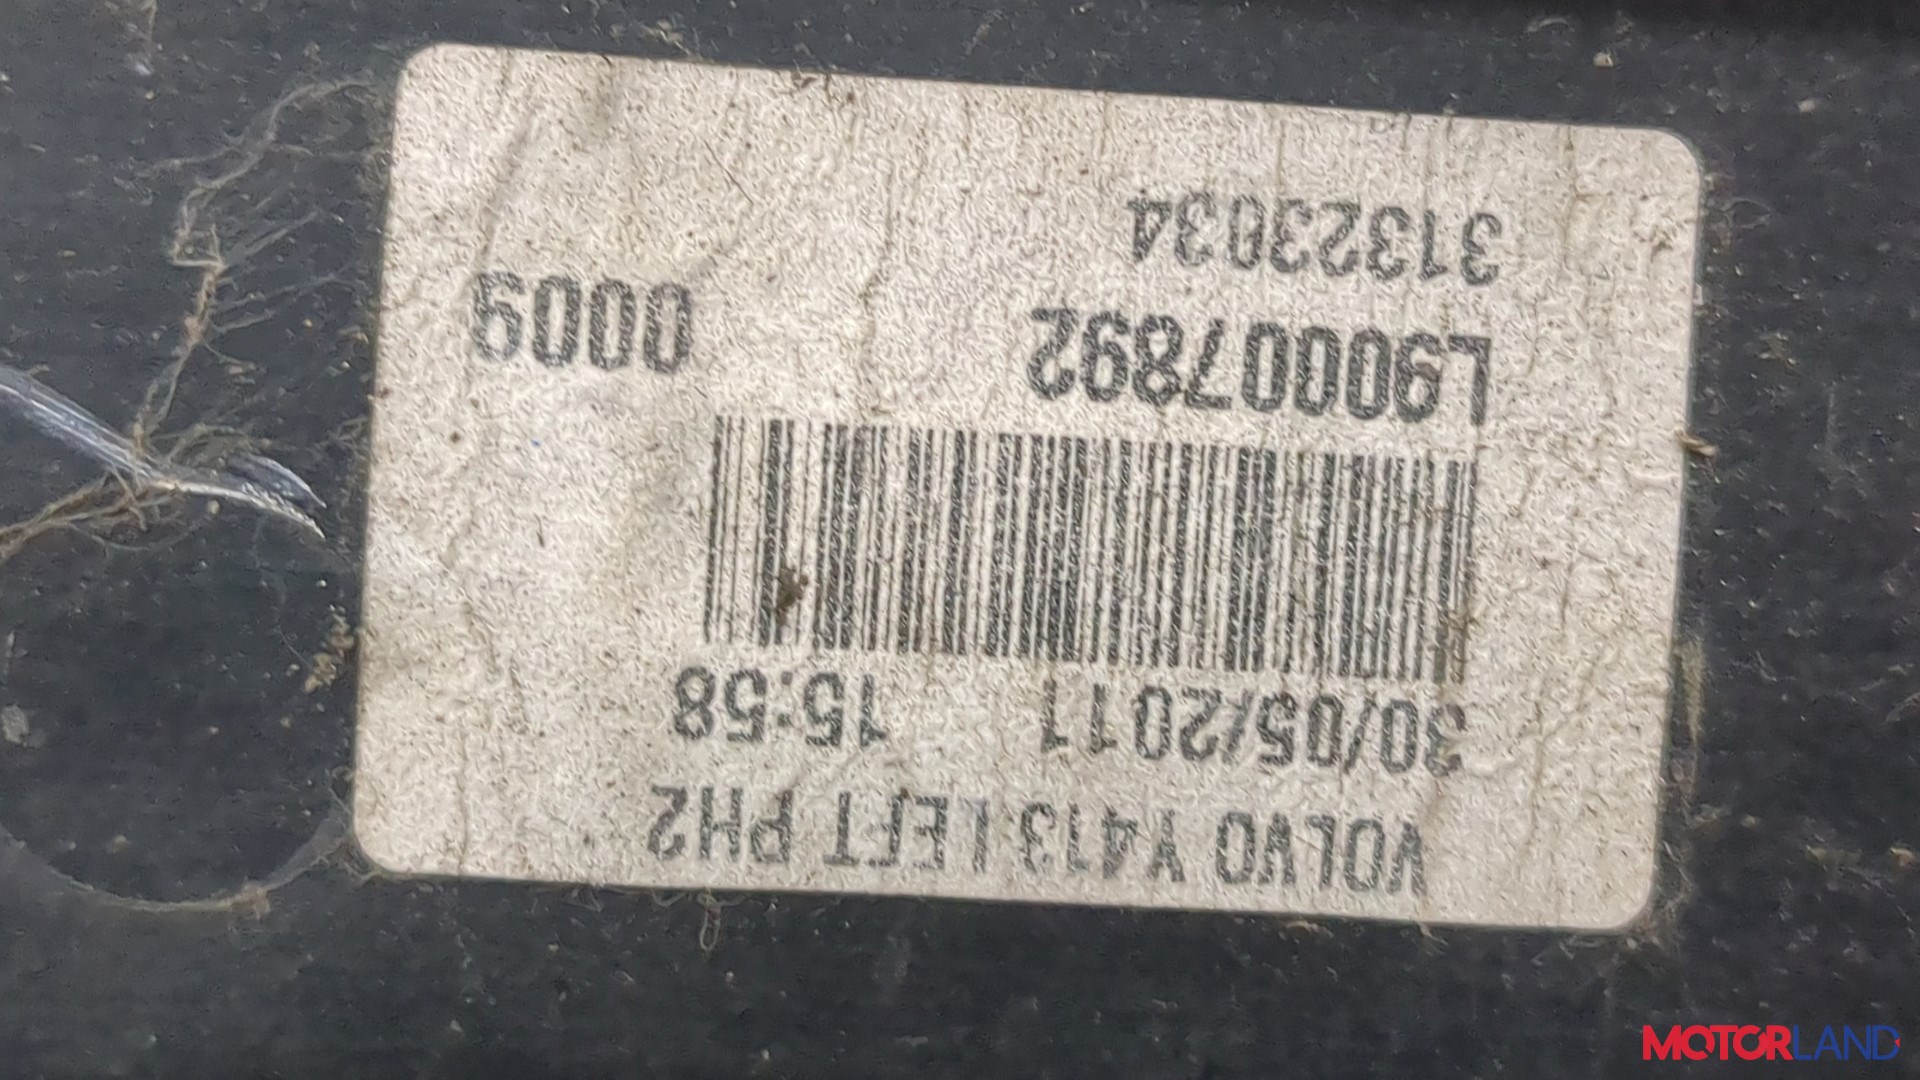 VOLVO Y413 LEFT PH2
30/05/2011 15:58
L90007892 0009
31323034
MOTORLAND